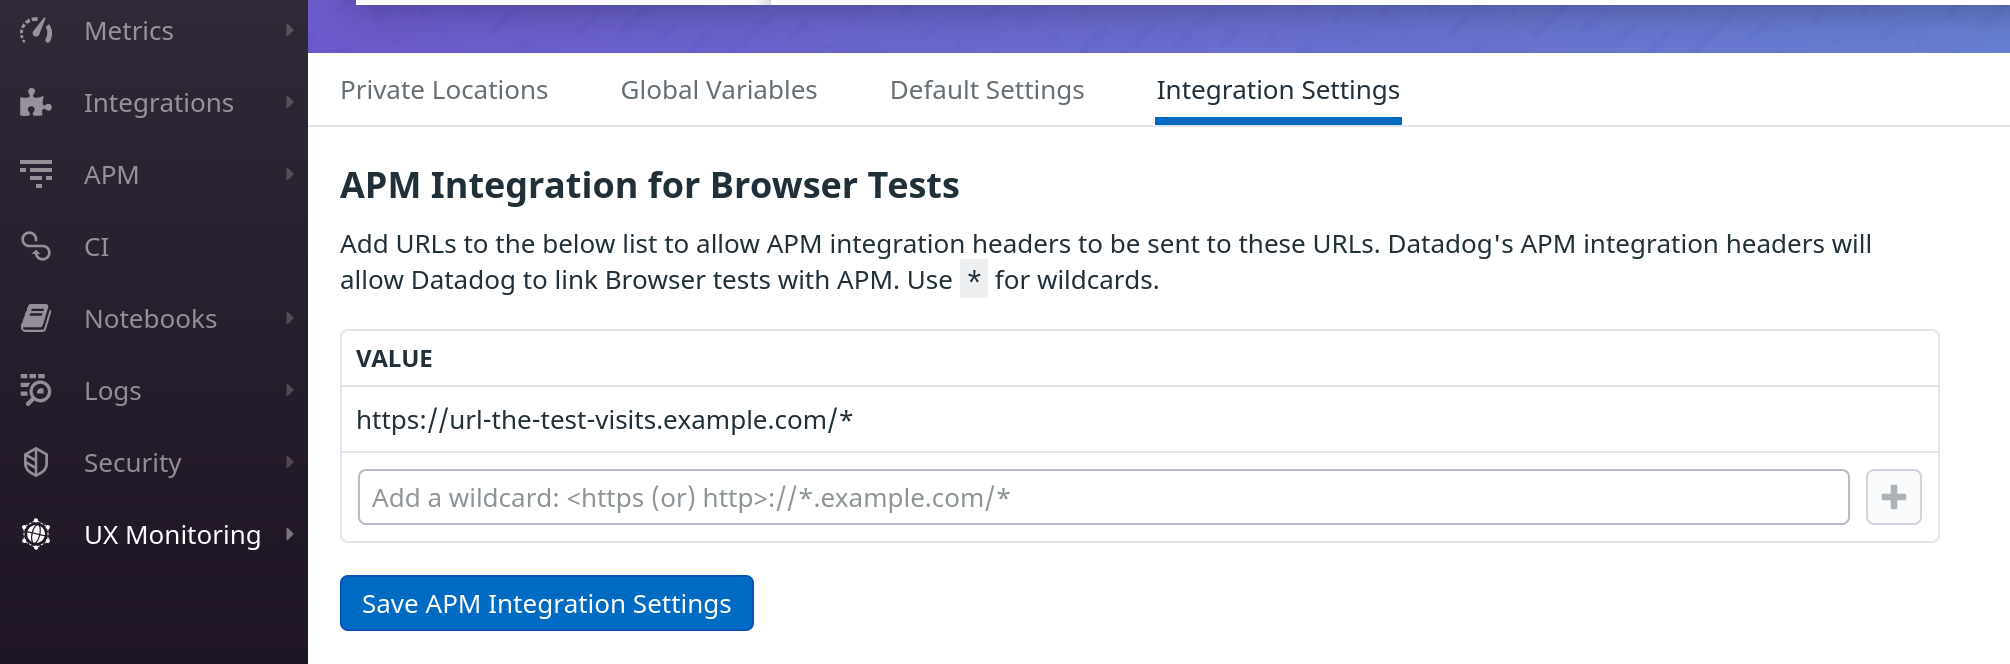 Metrics
Integrations
APM
CI
Notebooks
Logs
Security
UX Monitoring
Private Locations
Global Variables
Default Settings
Integration Settings
APM Integration for Browser Tests
Add URLs to the below list to allow APM integration headers to be sent to these URLs. Datadog's APM integration headers will
allow Datadog to link Browser tests with APM. Use * for wildcards.
VALUE
https://url-the-test-visits.example.com/*
Add a wildcard: <https (or) http>://*.example.com/*
Save APM Integration Settings